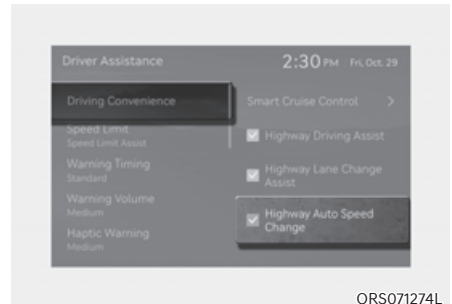 Driver Assistance
2:30 PM Fri, Oct. 29
Driving Convenience
Speed Limit
Speed Limit Assist
Warning Timing
Standard
Warning Volume
Medium
Haptic Warning
Medium
Smart Cruise Control >
Highway Driving Assist
Highway Lane Change
Assist
Highway Auto Speed
Change
ORS071274L